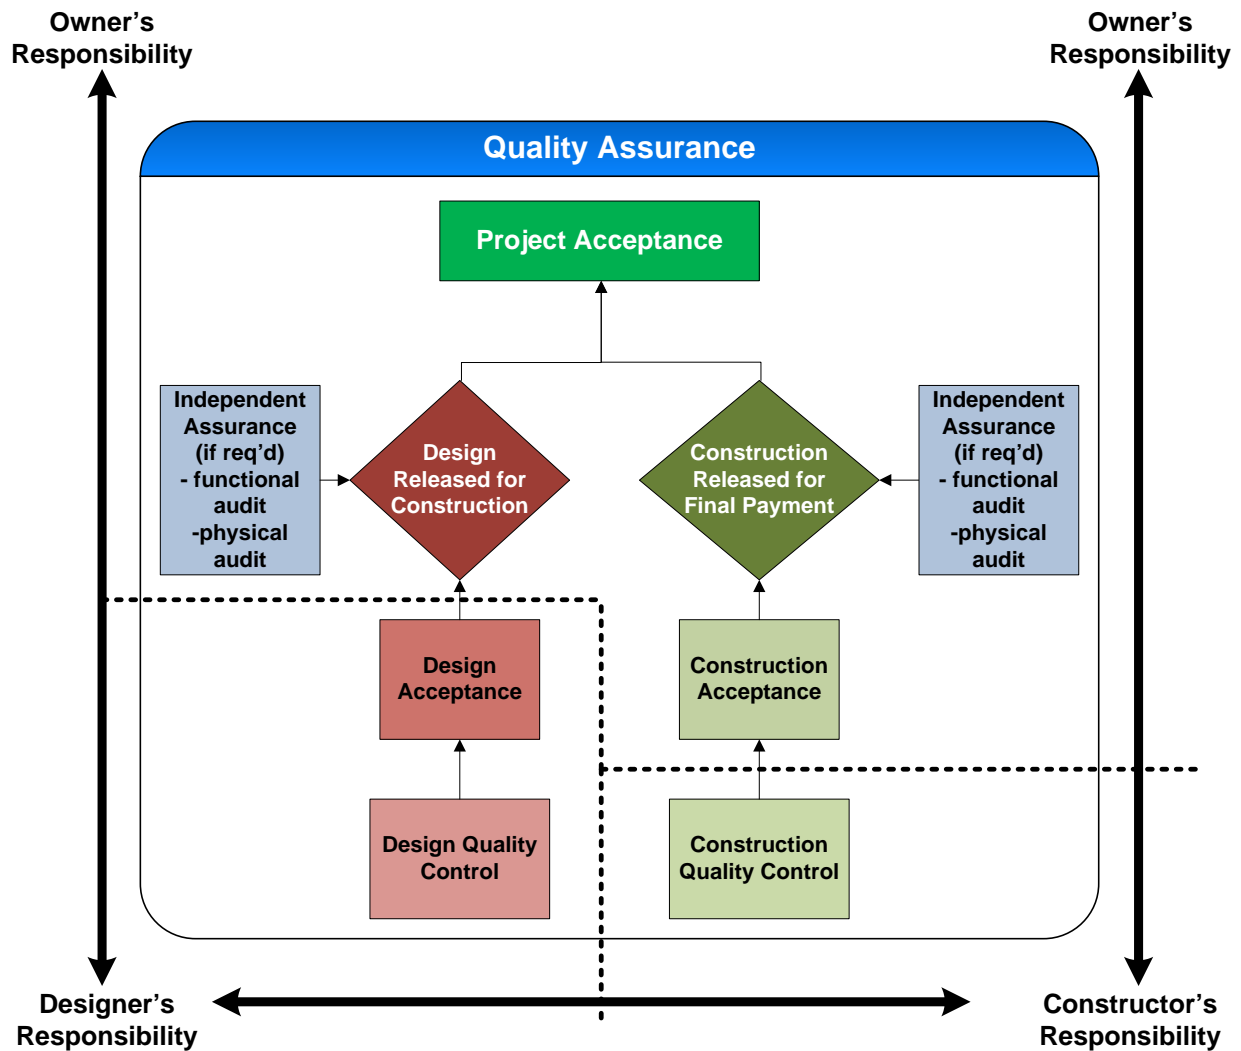 Owner’s
Responsibility
Owner’s
Responsibility
Quality Assurance
Project Acceptance
Independent
Assurance
(if req’d)
- functional
audit
-physical
audit
Design
Released for
Construction
Construction
Released for
Final Payment
Independent
Assurance
(if req’d)
- functional
audit
-physical
audit
Design
Acceptance
Construction
Acceptance
Design Quality
Control
Construction
Quality Control
Designer’s
Responsibility
Constructor’s
Responsibility